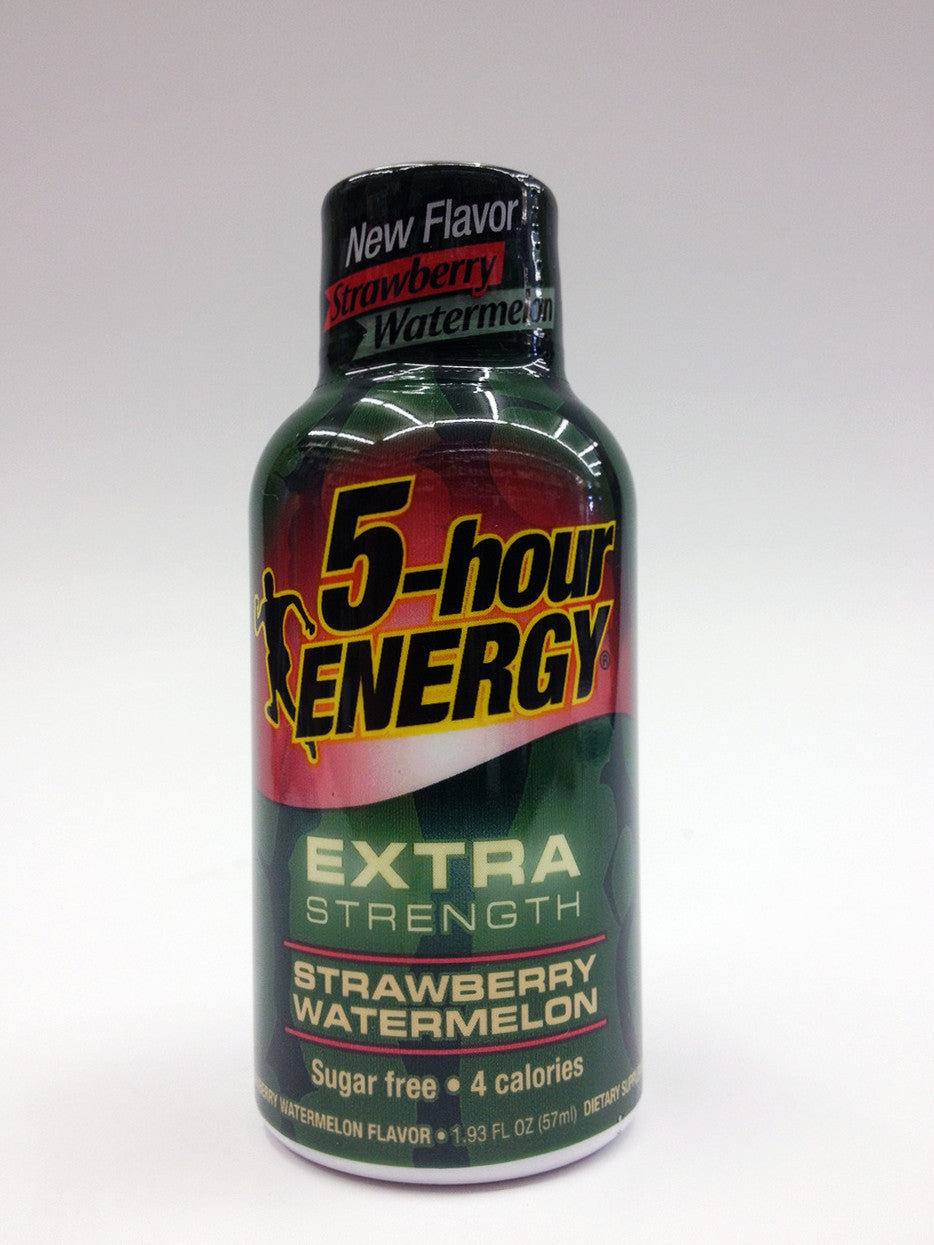 New Flavor
Strawberry
Watermelon
5-hour
ENERGY®
EXTRA
STRENGTH
STRAWBERRY
WATERMELON
Sugar free • 4 calories
WATERMELON FLAVOR • 1.93 FL OZ (57ml) DIETARY